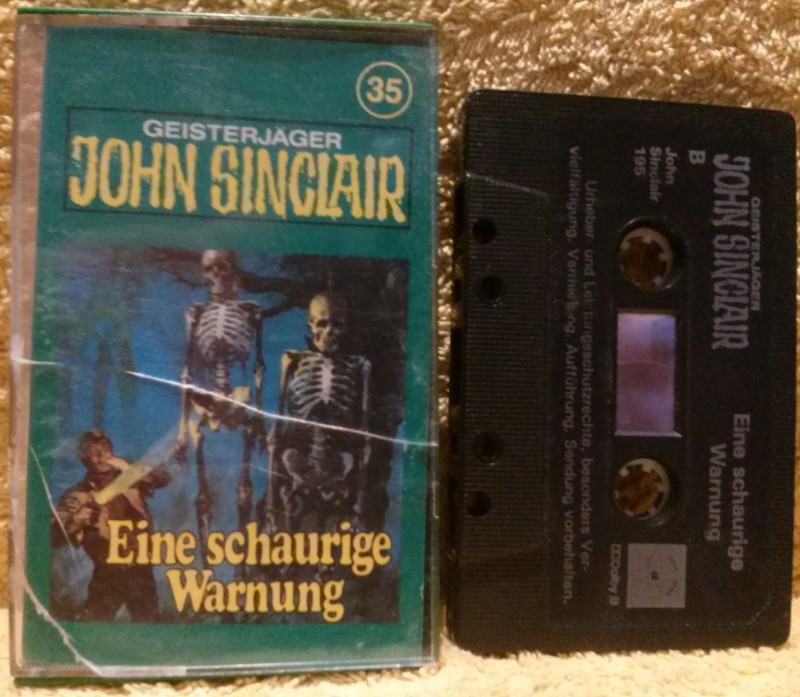 35
GEISTERJÄGER
JOHN SINCLAIR
Eine schaurige
Warnung
GEISTERJÄGER
JOHN SINCLAIR
Eine schaurige
Warnung
B
John
Sinclair
195
Dolby B
Urheber- und Leistungsschutzrechte, besonders Ver-
vielfältigung, Vermietung, Aufführung, Sendung vorbehalten.